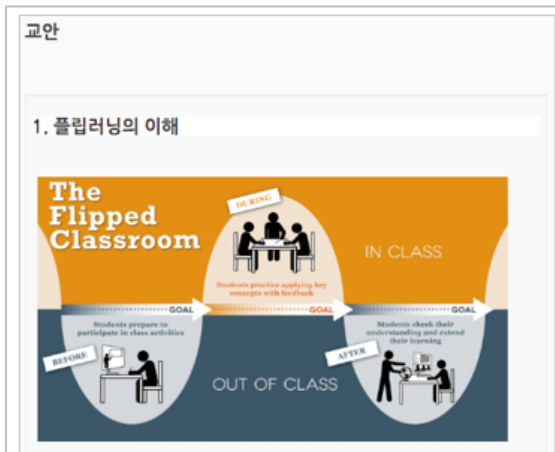 교안
1. 플립러닝의 이해
The
Flipped
Classroom
DURING
IN CLASS
Students practice applying key
concepts with feedback
GOAL
GOAL
GOAL
Students prepare to
participate in class activities
Students check their
understanding and extend
their learning
BEFORE
AFTER
OUT OF CLASS